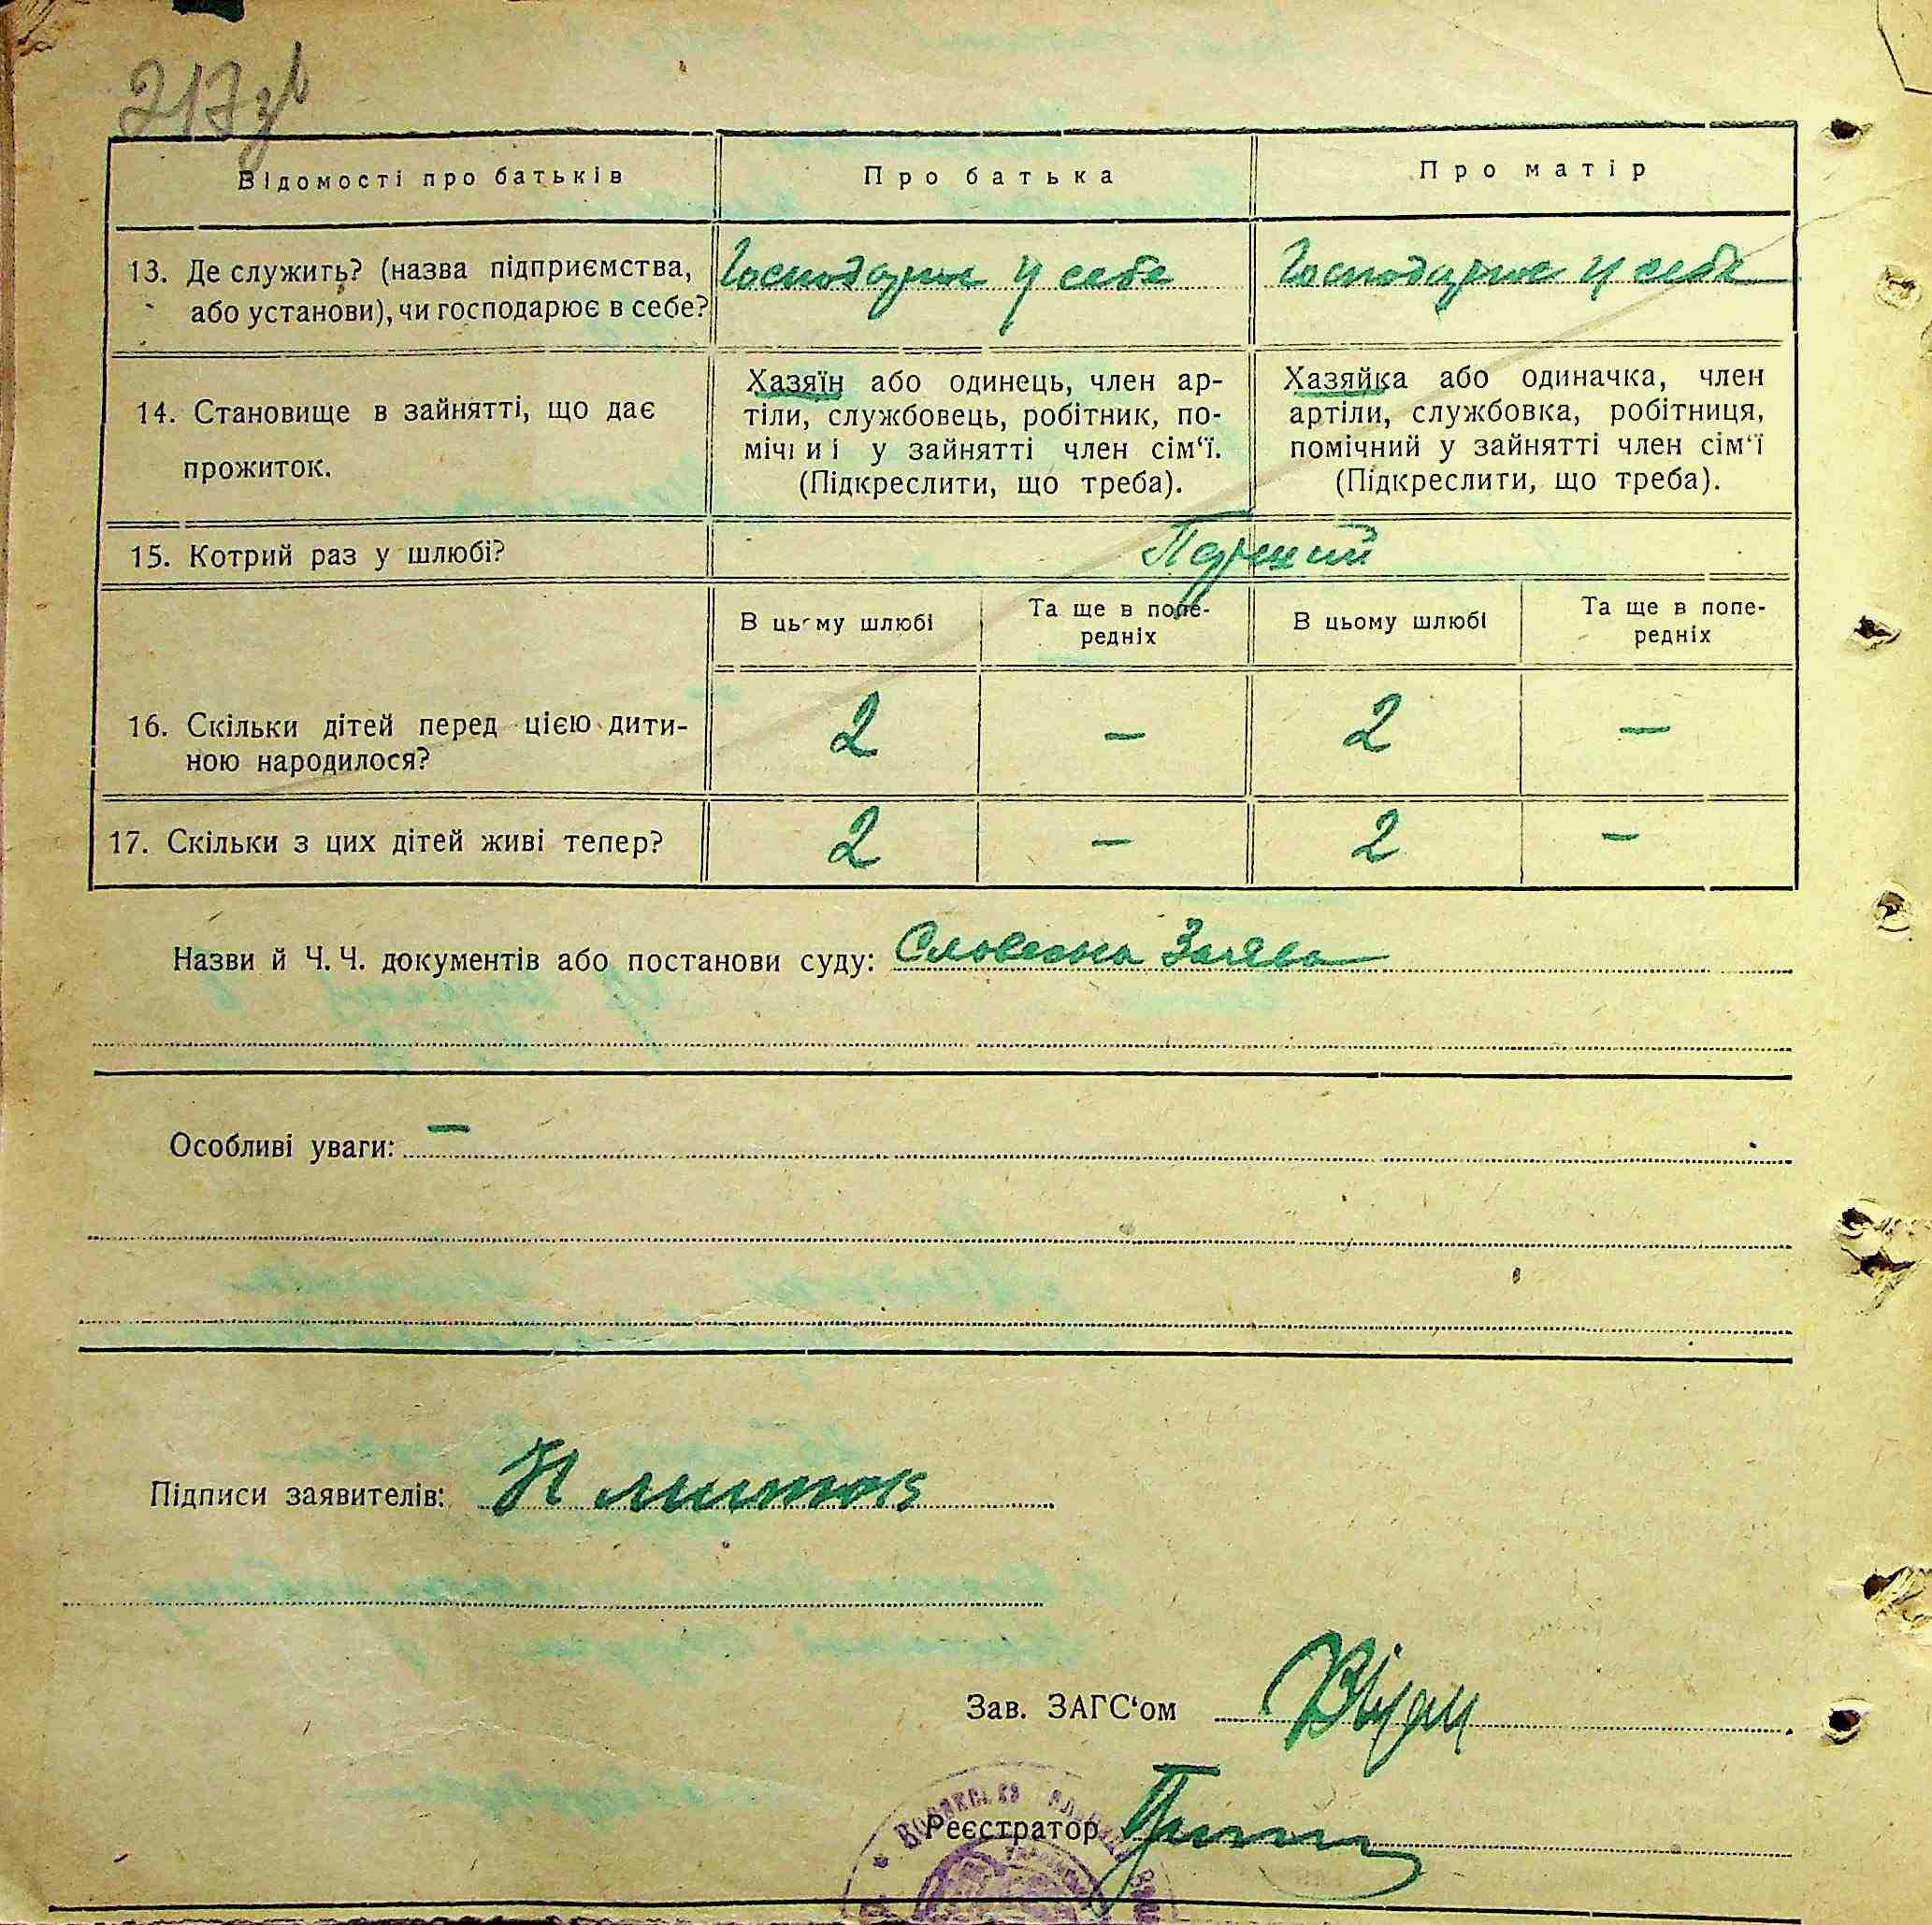 217зв
Відомості про батьків
Про батька
Про матір
13. Де служить? (назва підприємства,
або установи), чи господарює в себе?
Господарює у себе
Господарює у себе
14. Становище в зайнятті, що дає
прожиток.
Хазяїн або одинець, член ар-
тіли, службовець, робітник, по-
мічний у зайнятті член сім‘ї.
(Підкреслити, що треба).
Хазяйка або одиначка, член
артіли, службовка, робітниця,
помічний у зайнятті член сім‘ї
(Підкреслити, що треба).
15. Котрий раз у шлюбі?
Перший
В цьому шлюбі
Та ще в попе-
редніх
В цьому шлюбі
Та ще в попе-
редніх
16. Скільки дітей перед цією дити-
ною народилося?
2 — 2 —
17. Скільки з цих дітей живі тепер?
2 — 2 —
Назви й Ч. Ч. документів або постанови суду: Словесна Заява
Особливі уваги: —
Підписи заявителів:
Зав. ЗАГС‘ом
Реєстратор